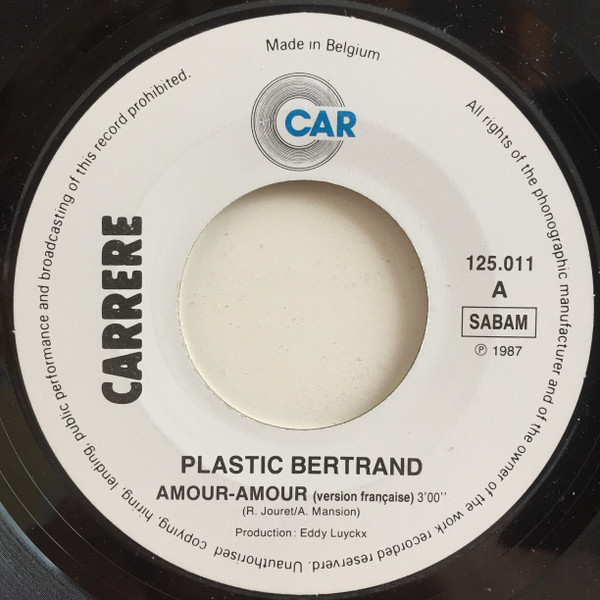 Made in Belgium
CAR
CARRERE
125.011
A
SABAM
℗ 1987
PLASTIC BERTRAND
AMOUR-AMOUR (version française) 3'00''
(R. Jouret/A. Mansion)
Production: Eddy Luyckx
All rights of the phonographic manufacturer and of the owner of the work recorded reserverd. Unauthorised copying, hiring, lending, public performance and broadcasting of this record prohibited.